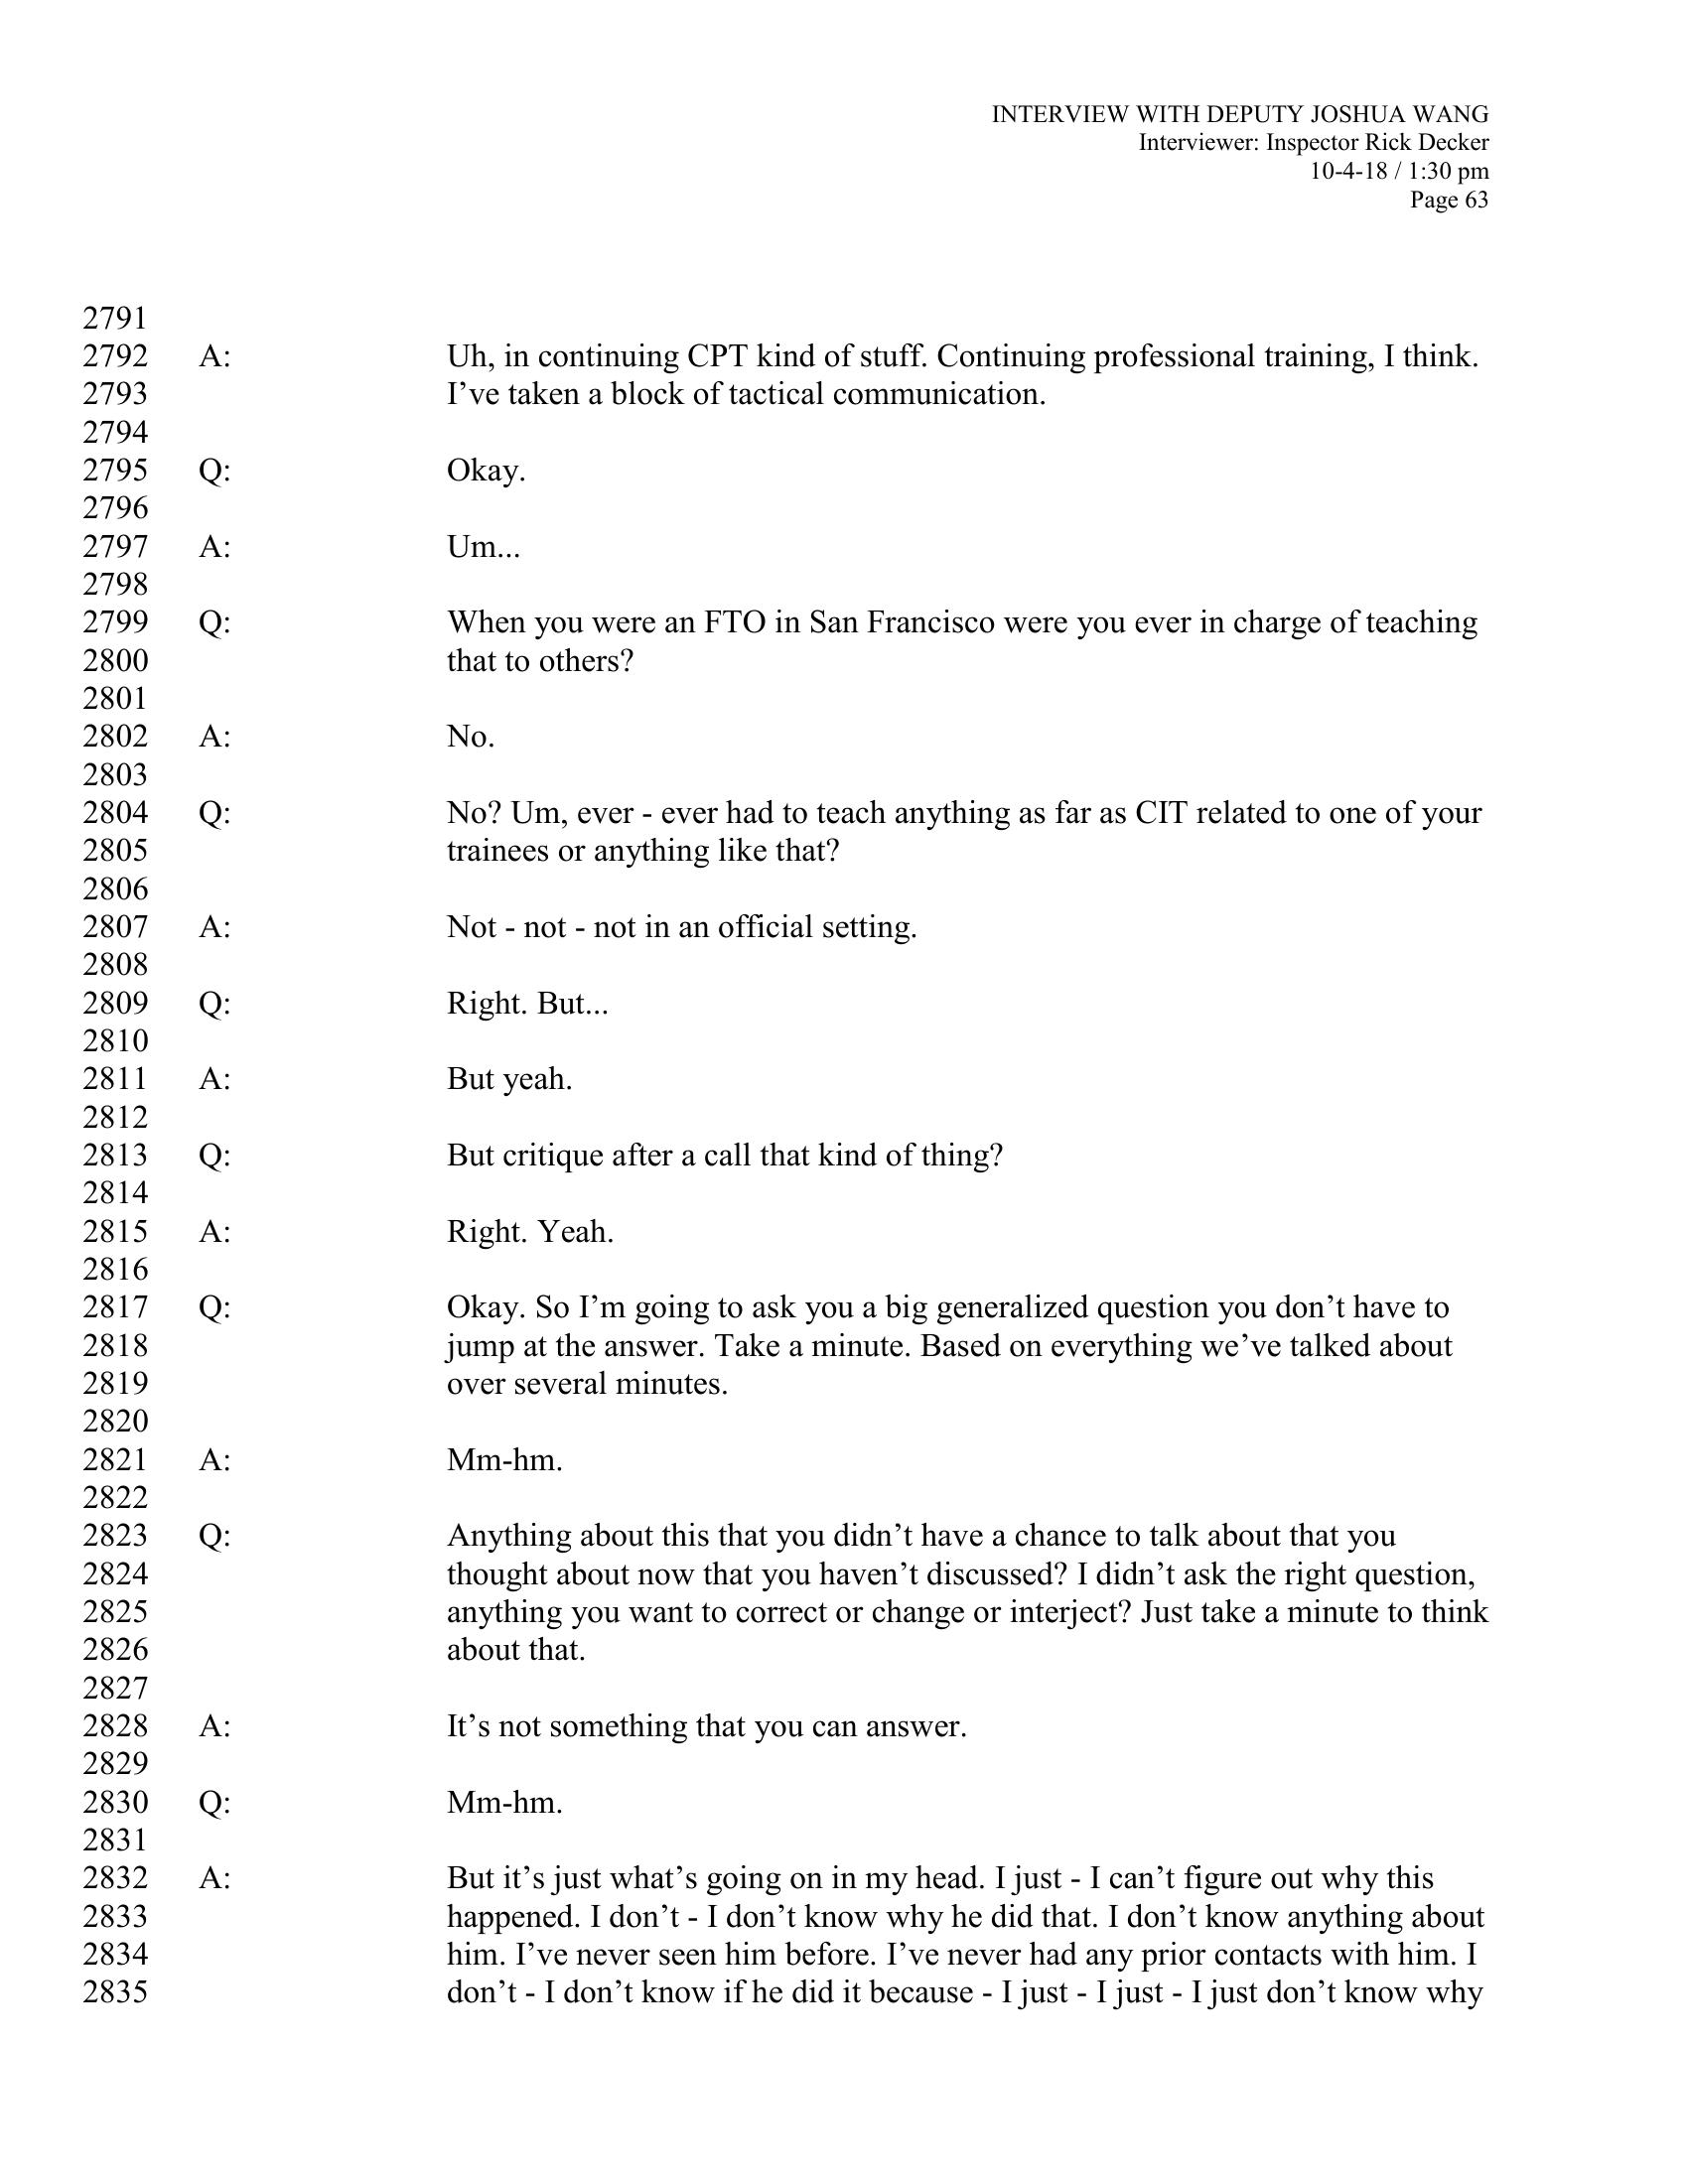 INTERVIEW WITH DEPUTY JOSHUA WANG
Interviewer: Inspector Rick Decker
10-4-18 / 1:30 pm
Page 63
2791
2792 A: Uh, in continuing CPT kind of stuff. Continuing professional training, I think.
2793 I’ve taken a block of tactical communication.
2794
2795 Q: Okay.
2796
2797 A: Um...
2798
2799 Q: When you were an FTO in San Francisco were you ever in charge of teaching
2800 that to others?
2801
2802 A: No.
2803
2804 Q: No? Um, ever - ever had to teach anything as far as CIT related to one of your
2805 trainees or anything like that?
2806
2807 A: Not - not - not in an official setting.
2808
2809 Q: Right. But...
2810
2811 A: But yeah.
2812
2813 Q: But critique after a call that kind of thing?
2814
2815 A: Right. Yeah.
2816
2817 Q: Okay. So I’m going to ask you a big generalized question you don’t have to
2818 jump at the answer. Take a minute. Based on everything we’ve talked about
2819 over several minutes.
2820
2821 A: Mm-hm.
2822
2823 Q: Anything about this that you didn’t have a chance to talk about that you
2824 thought about now that you haven’t discussed? I didn’t ask the right question,
2825 anything you want to correct or change or interject? Just take a minute to think
2826 about that.
2827
2828 A: It’s not something that you can answer.
2829
2830 Q: Mm-hm.
2831
2832 A: But it’s just what’s going on in my head. I just - I can’t figure out why this
2833 happened. I don’t - I don’t know why he did that. I don’t know anything about
2834 him. I’ve never seen him before. I’ve never had any prior contacts with him. I
2835 don’t - I don’t know if he did it because - I just - I just - I just don’t know why